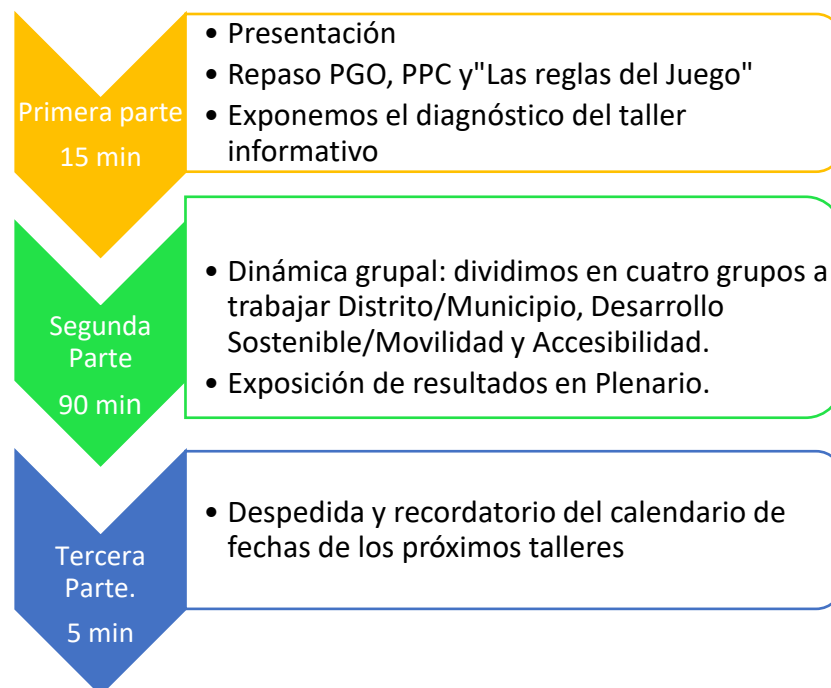 Primera parte
15 min
• Presentación
• Repaso PGO, PPC y"Las reglas del Juego"
• Exponemos el diagnóstico del taller
informativo
Segunda
Parte
90 min
• Dinámica grupal: dividimos en cuatro grupos a
trabajar Distrito/Municipio, Desarrollo
Sostenible/Movilidad y Accesibilidad.
• Exposición de resultados en Plenario.
Tercera
Parte.
5 min
• Despedida y recordatorio del calendario de
fechas de los próximos talleres